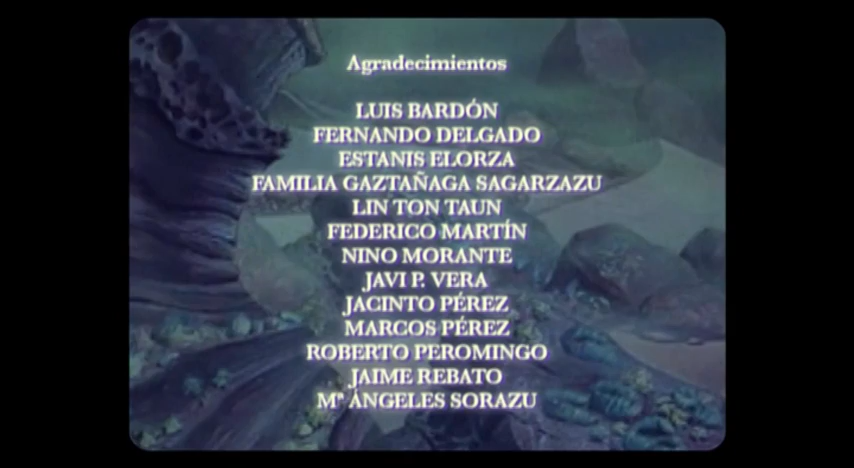 Agradecimientos
LUIS BARDÓN
FERNANDO DELGADO
ESTANIS ELORZA
FAMILIA GAZTAÑAGA SAGARZAZU
LIN TON TAUN
FEDERICO MARTÍN
NINO MORANTE
JAVI P. VERA
JACINTO PÉREZ
MARCOS PÉREZ
ROBERTO PEROMINGO
JAIME REBATO
Mª ÁNGELES SORAZU